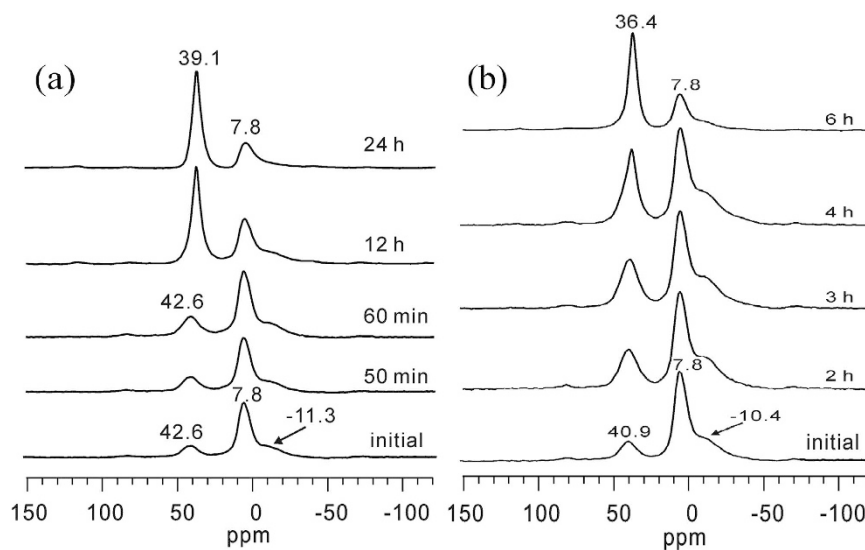 (a)
39.1
7.8
24 h
12 h
42.6
60 min
50 min
7.8
-11.3
42.6
initial
150 100 50 0 -50 -100
ppm
(b)
36.4
7.8
6 h
4 h
3 h
2 h
7.8
-10.4
40.9
initial
150 100 50 0 -50 -100
ppm